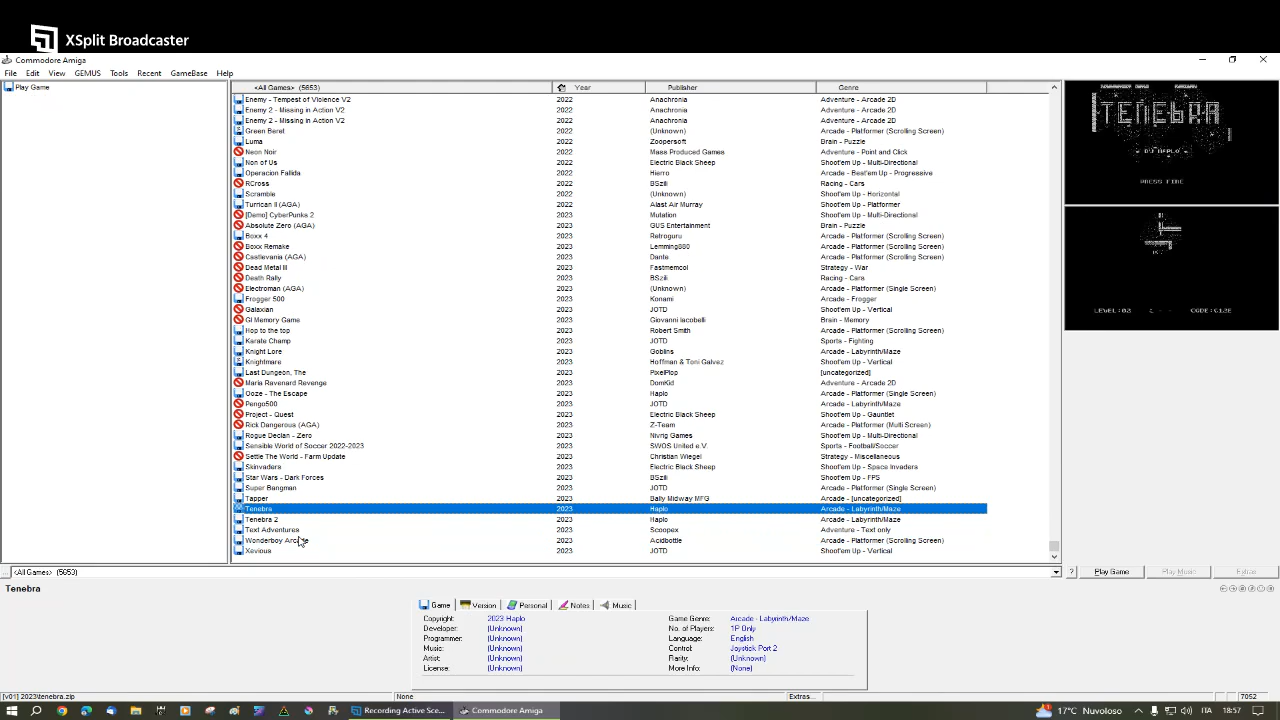 XSplit Broadcaster
Commodore Amiga
File Edit View GEMUS Tools Recent GameBase Help
Play Game
<All Games> (5653) Year Publisher Genre
Enemy - Tempest of Violence V2 2022 Anachronia Adventure - Arcade 2D
Enemy 2 - Missing in Action V2 2022 Anachronia Adventure - Arcade 2D
Enemy 2 - Missing in Action V2 2022 Anachronia Adventure - Arcade 2D
Green Beret 2022 (Unknown) Arcade - Platformer (Scrolling Screen)
Luma 2022 Zoopersoft Brain - Puzzle
Neon Noir 2022 Mass Produced Games Adventure - Point and Click
Non of Us 2022 Electric Black Sheep Shoot'em Up - Multi-Directional
Operacion Fallida 2022 Hierro Arcade - Beat'em Up - Progressive
RCross 2022 BSzili Racing - Cars
Scramble 2022 (Unknown) Shoot'em Up - Horizontal
Turrican II (AGA) 2022 Alast Air Murray Shoot'em Up - Platformer
[Demo] CyberPunks 2 2023 Mutation Shoot'em Up - Multi-Directional
Absolute Zero (AGA) 2023 GUS Entertainment Brain - Puzzle
Boxx 4 2023 Retroguru Arcade - Platformer (Scrolling Screen)
Boxx Remake 2023 Lemming880 Arcade - Platformer (Scrolling Screen)
Castlevania (AGA) 2023 Dante Arcade - Platformer (Scrolling Screen)
Dead Metal III 2023 Fastmemcol Strategy - War
Death Rally 2023 BSzili Racing - Cars
Electroman (AGA) 2023 (Unknown) Arcade - Platformer (Single Screen)
Frogger 500 2023 Konami Arcade - Frogger
Galaxian 2023 JOTD Shoot'em Up - Vertical
GI Memory Game 2023 Giovanni Iacobelli Brain - Memory
Hop to the top 2023 Robert Smith Arcade - Platformer (Scrolling Screen)
Karate Champ 2023 JOTD Sports - Fighting
Knight Lore 2023 Goblins Arcade - Labyrinth/Maze
Knightmare 2023 Hoffman & Toni Galvez Shoot'em Up - Vertical
Last Dungeon, The 2023 PixelPlop [uncategorized]
Maria Ravenard Revenge 2023 DomKid Adventure - Arcade 2D
Ooze - The Escape 2023 Haplo Arcade - Platformer (Single Screen)
Pengo500 2023 JOTD Arcade - Labyrinth/Maze
Project - Quest 2023 Electric Black Sheep Shoot'em Up - Gauntlet
Rick Dangerous (AGA) 2023 Z-Team Arcade - Platformer (Multi Screen)
Rogue Declan - Zero 2023 Nivrig Games Shoot'em Up - Multi-Directional
Sensible World of Soccer 2022-2023 2023 SWOS United e.V. Sports - Football/Soccer
Settle The World - Farm Update 2023 Christian Wiegel Strategy - Miscellaneous
Skinvaders 2023 Electric Black Sheep Shoot'em Up - Space Invaders
Star Wars - Dark Forces 2023 BSzili Shoot'em Up - FPS
Super Bangman 2023 JOTD Arcade - Platformer (Single Screen)
Tapper 2023 Bally Midway MFG Arcade - [uncategorized]
Tenebra 2023 Haplo Arcade - Labyrinth/Maze
Tenebra 2 2023 Haplo Arcade - Labyrinth/Maze
Text Adventures 2023 Scoopex Adventure - Text only
Wonderboy Arcade 2023 Acidbottle Arcade - Platformer (Scrolling Screen)
Xevious 2023 JOTD Shoot'em Up - Vertical
TENEBRA
BY HAPLO
PRESS FIRE
LEVEL:02 CODE:C12E
... <All Games> (5653) ? Play Game Play Music Extras
Tenebra
Game Version Personal Notes Music
Copyright: 2023 Haplo Game Genre: Arcade - Labyrinth/Maze
Developer: (Unknown) No. of Players: 1P Only
Programmer: (Unknown) Language: English
Music: (Unknown) Control: Joystick Port 2
Artist: (Unknown) Rarity: (Unknown)
License: (Unknown) More Info: (None)
[v01] 2023\tenebra.zip None Extras... 7052
Recording Active Sce... Commodore Amiga 17°C Nuvoloso ITA 18:57